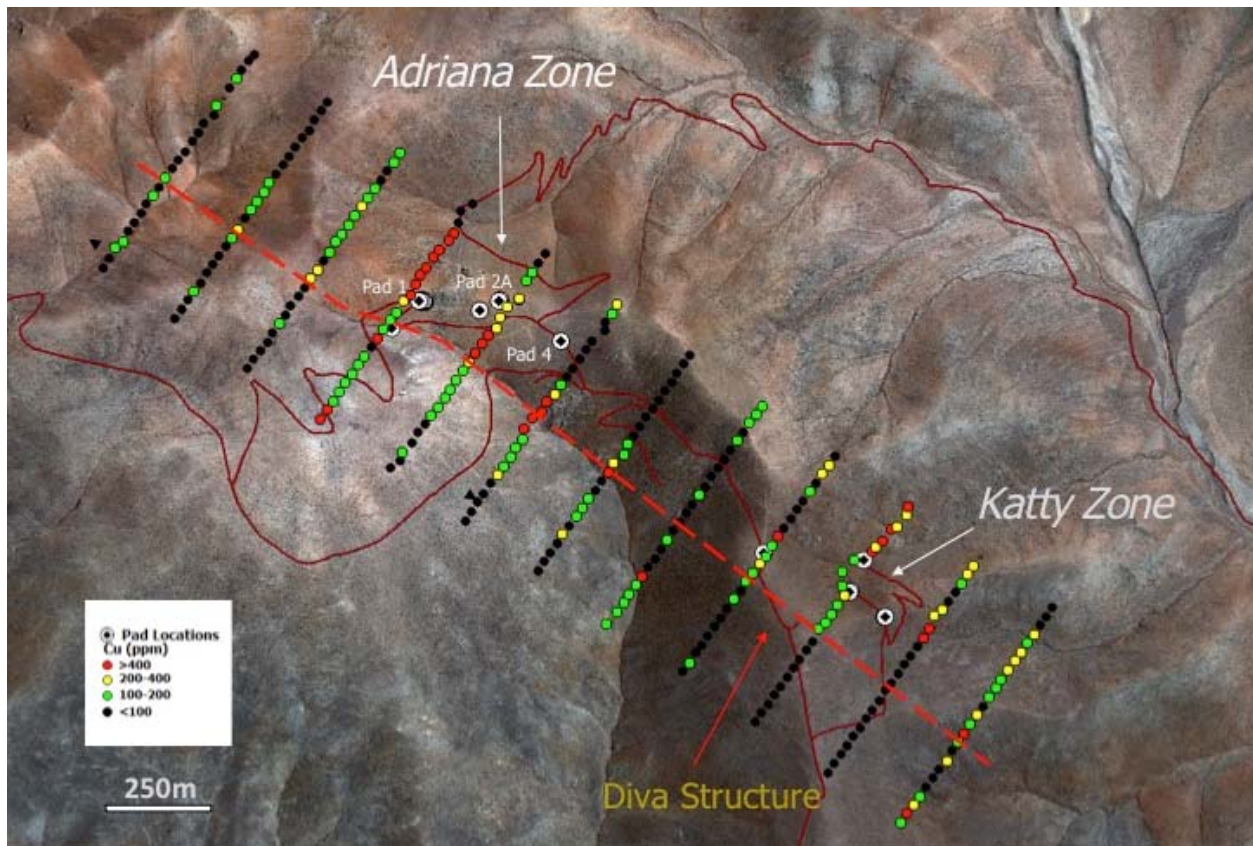 Adriana Zone
Pad 1
Pad 2A
Pad 4
Katty Zone
Pad Locations
Cu (ppm)
>400
200-400
100-200
<100
250m
Diva Structure